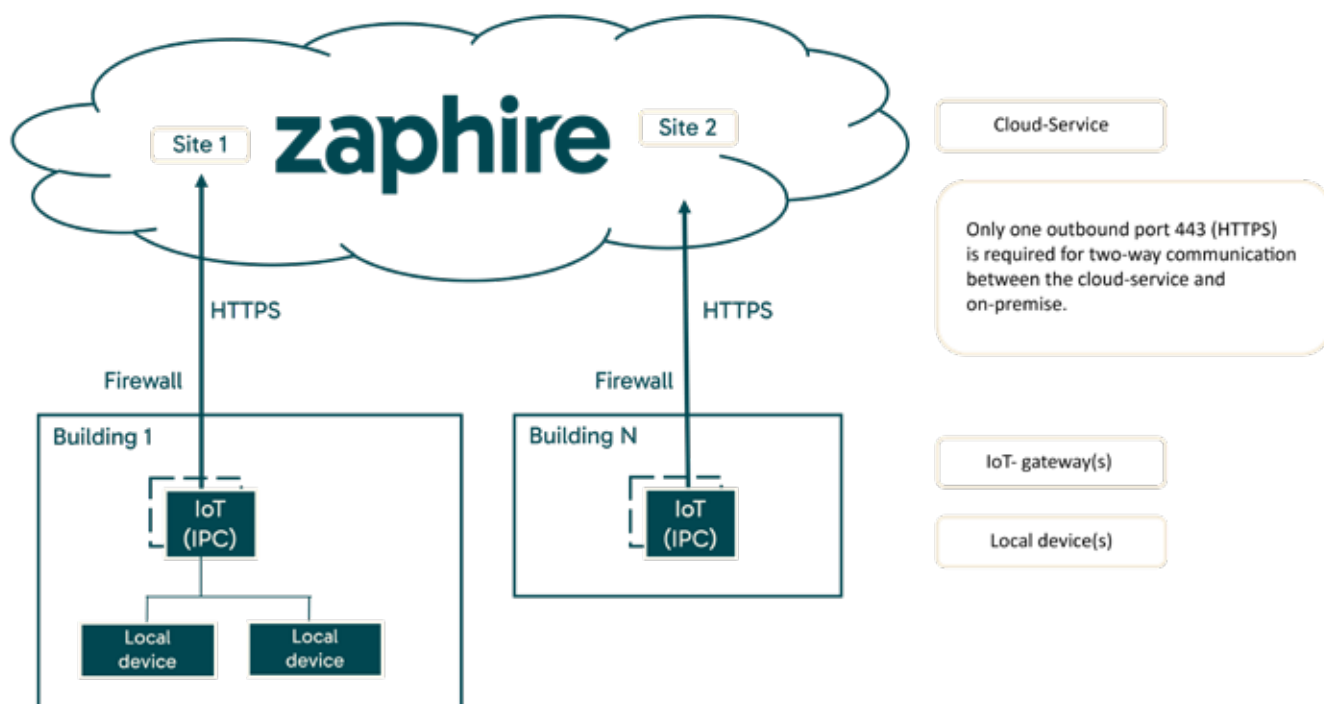 Site 1
zaphire
Site 2
Cloud-Service
Only one outbound port 443 (HTTPS)
is required for two-way communication
between the cloud-service and
on-premise.
HTTPS
HTTPS
Firewall
Firewall
Building 1
Building N
IoT
(IPC)
IoT
(IPC)
IoT- gateway(s)
Local device(s)
Local
device
Local
device